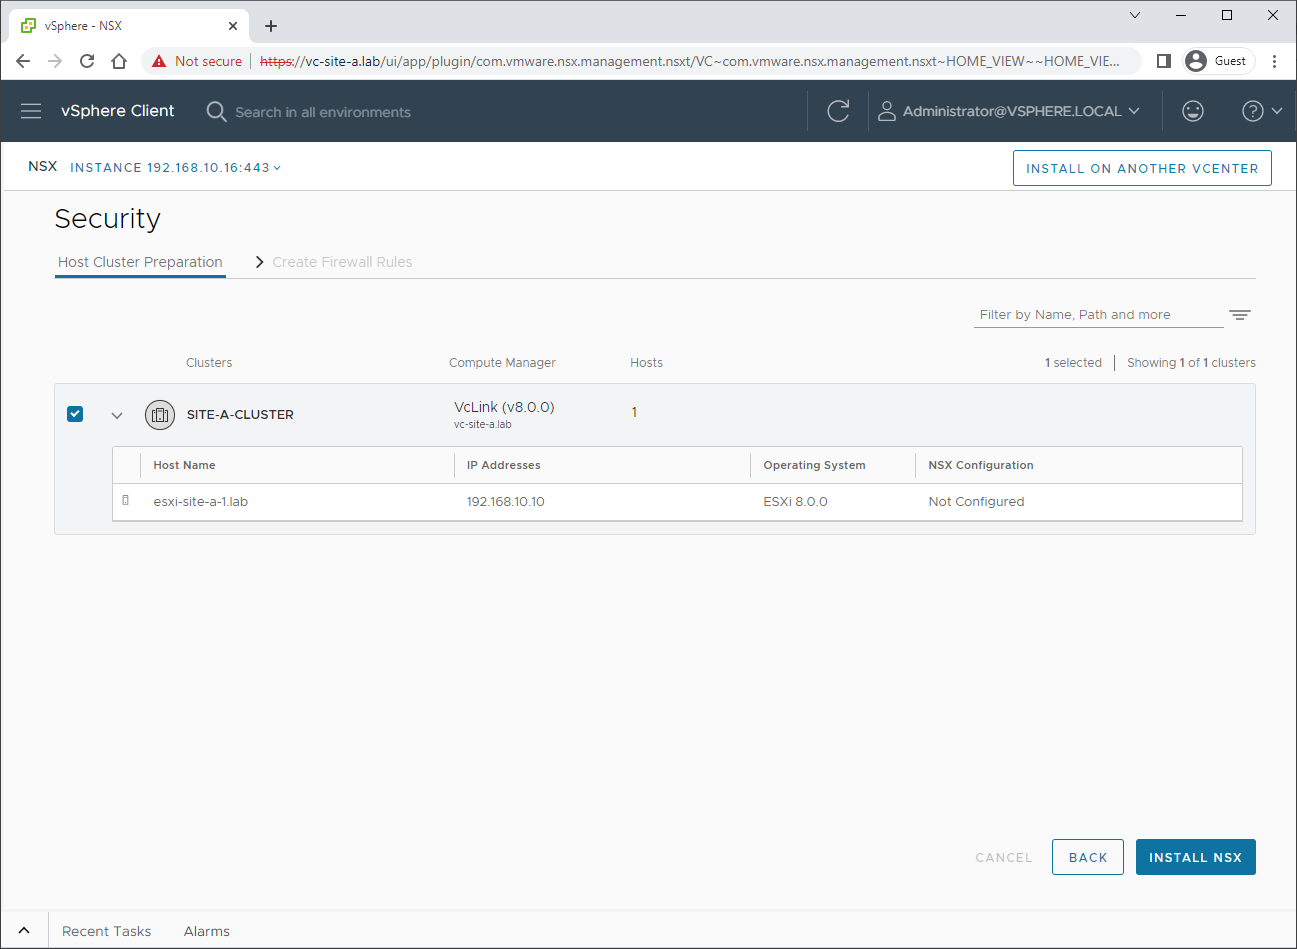 vSphere - NSX
Not secure https://vc-site-a.lab/ui/app/plugin/com.vmware.nsx.management.nsxt/VC~com.vmware.nsx.management.nsxt~HOME_VIEW~~HOME_VIE... Guest
vSphere Client Search in all environments Administrator@VSPHERE.LOCAL ?
NSX INSTANCE 192.168.10.16:443 INSTALL ON ANOTHER VCENTER
Security
Host Cluster Preparation Create Firewall Rules
Filter by Name, Path and more
Clusters Compute Manager Hosts 1 selected Showing 1 of 1 clusters
SITE-A-CLUSTER VcLink (v8.0.0) 1
vc-site-a.lab
Host Name IP Addresses Operating System NSX Configuration
esxi-site-a-1.lab 192.168.10.10 ESXi 8.0.0 Not Configured
CANCEL BACK INSTALL NSX
Recent Tasks Alarms